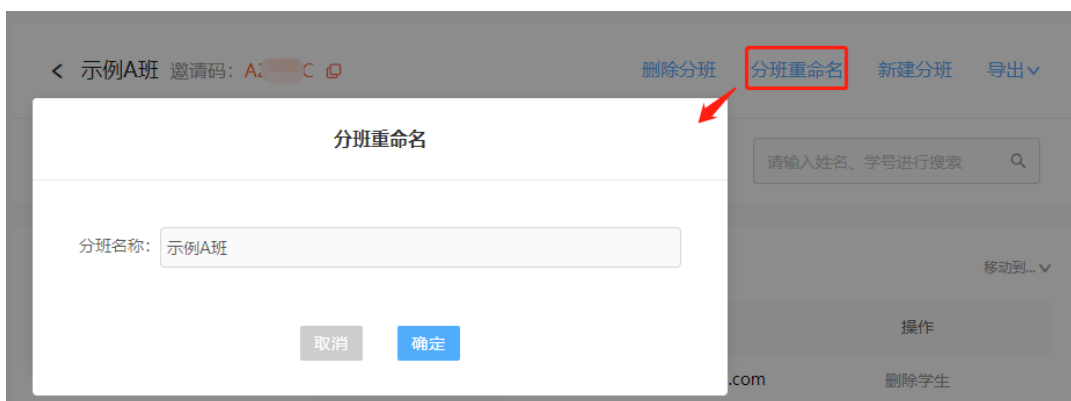 示例A班 邀请码: A2 C 删除分班 分班重命名 新建分班 导出
分班重命名
请输入姓名、学号进行搜索
分班名称: 示例A班
移动到...
操作
取消 确定
.com 删除学生